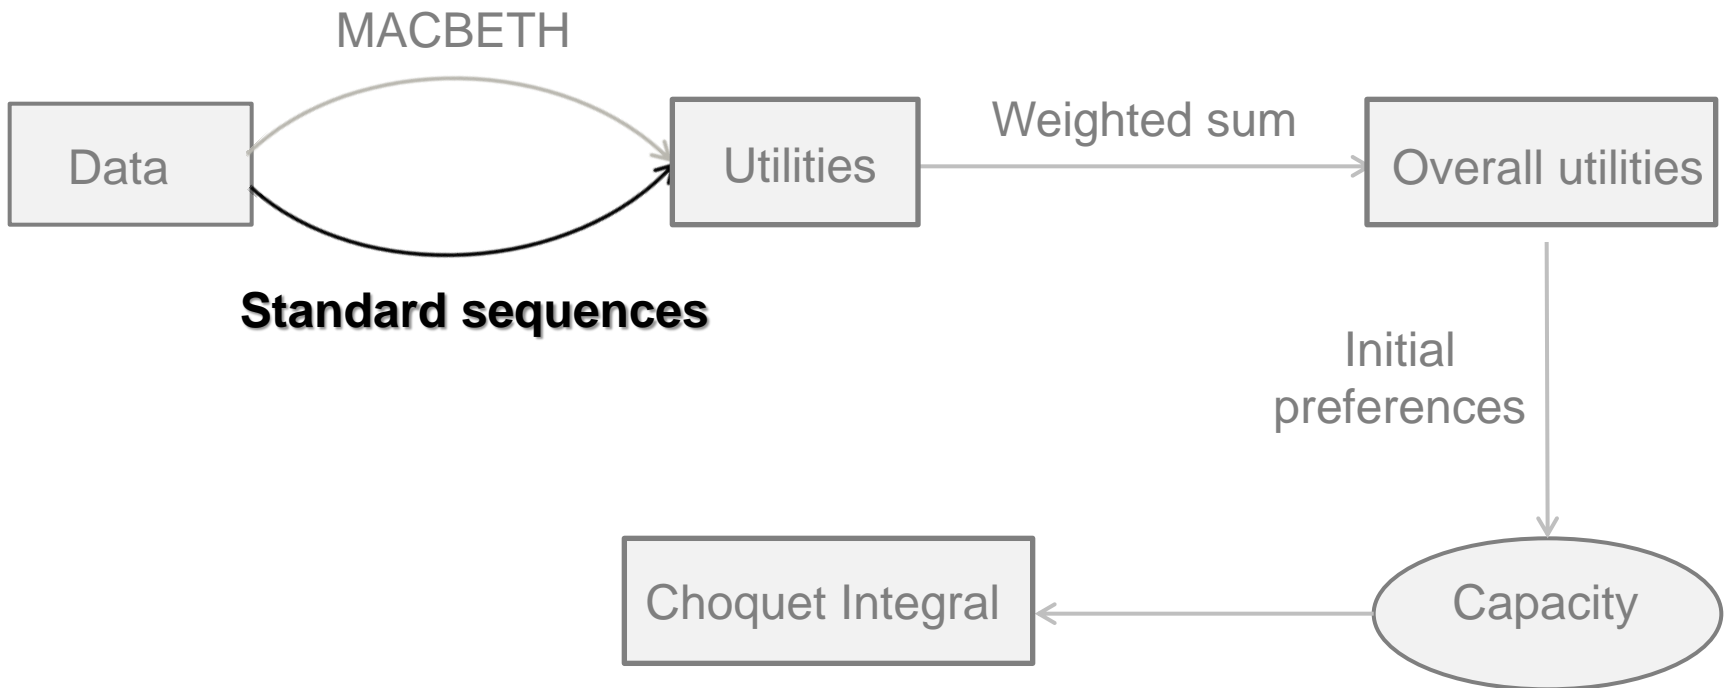 MACBETH
Data
Utilities
Weighted sum
Overall utilities
Standard sequences
Initial
preferences
Choquet Integral
Capacity